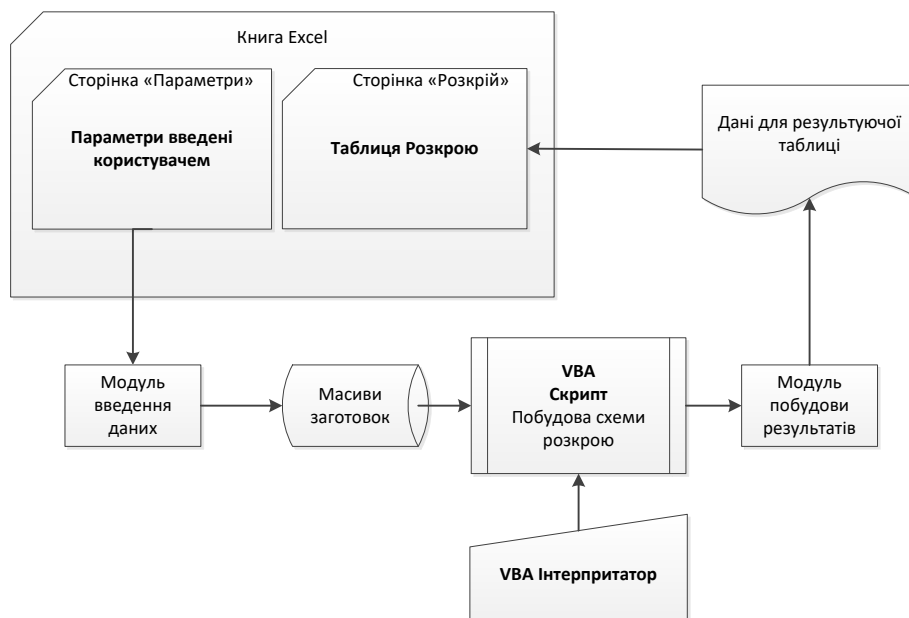 Книга Excel
Сторінка «Параметри»
Параметри введені
користувачем
Сторінка «Розкрій»
Таблиця Розкрою
Дані для результуючої
таблиці
Модуль
введення
даних
Масиви
заготовок
VBA
Скрипт
Побудова схеми
розкрою
Модуль
побудови
результатів
VBA Інтерпритатор